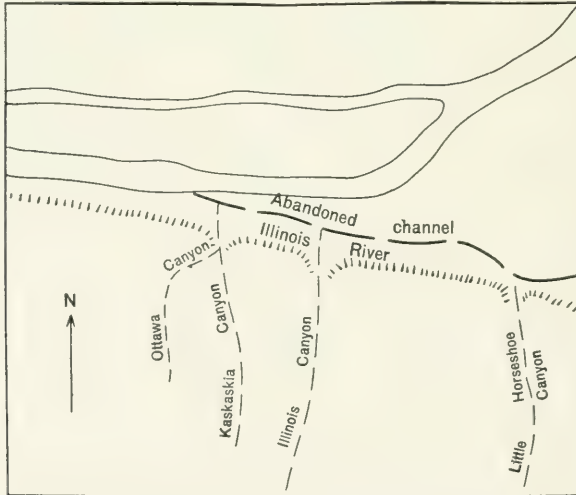 Abandoned
channel
Illinois
River
Canyon
Ottawa
Canyon
Kaskaskia
Canyon
Illinois
Horseshoe
Canyon
Little
N